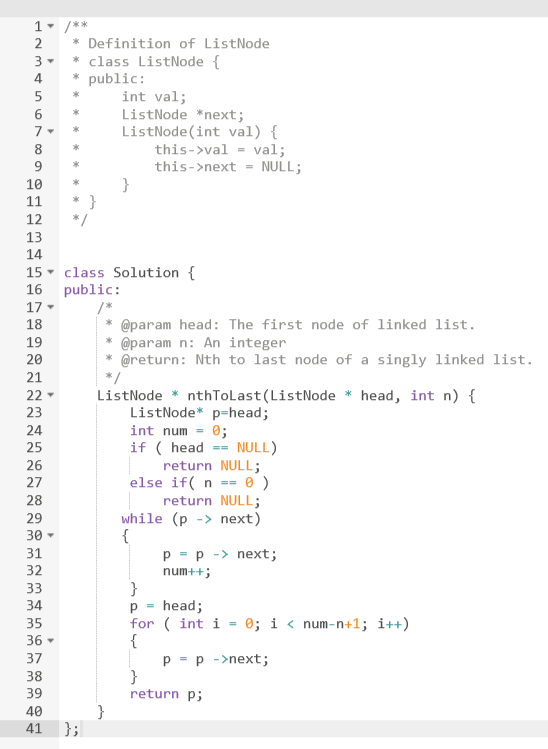 1 /**
2  * Definition of ListNode
3  * class ListNode {
4  * public:
5  *     int val;
6  *     ListNode *next;
7  *     ListNode(int val) {
8  *         this->val = val;
9  *         this->next = NULL;
10  *     }
11  * }
12  */
13
14
15 class Solution {
16 public:
17     /*
18      * @param head: The first node of linked list.
19      * @param n: An integer
20      * @return: Nth to last node of a singly linked list.
21      */
22     ListNode * nthToLast(ListNode * head, int n) {
23         ListNode* p=head;
24         int num = 0;
25         if ( head == NULL)
26             return NULL;
27         else if( n == 0 )
28             return NULL;
29        while (p -> next)
30        {
31             p = p -> next;
32             num++;
33         }
34         p = head;
35         for ( int i = 0; i < num-n+1; i++)
36         {
37             p = p ->next;
38         }
39         return p;
40     }
41 };